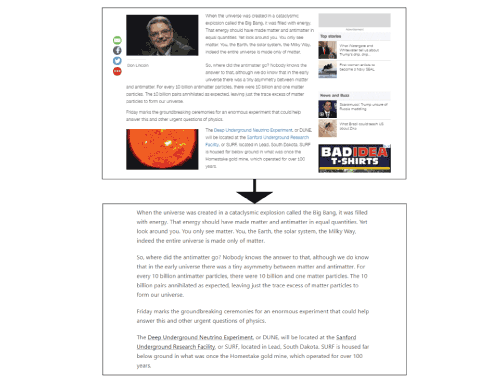 When the universe was created in a cataclysmic
explosion called the Big Bang, it was filled with energy.
That energy should have made matter and antimatter in
equal quantities. Yet look around you. You only see
matter. You, the Earth, the solar system, the Milky Way,
indeed the entire universe is made only of matter.
Don Lincoln
So, where did the antimatter go? Nobody knows the
answer to that, although we do know that in the early
universe there was a tiny asymmetry between matter
and antimatter. For every 10 billion antimatter particles, there were 10 billion and one matter
particles. The 10 billion pairs annihilated as expected, leaving just the trace excess of matter particles
to form our universe.
Friday marks the groundbreaking ceremonies for an enormous experiment that could help
answer this and other urgent questions of physics.
The Deep Underground Neutrino Experiment, or DUNE,
will be located at the Sanford Underground Research
Facility, or SURF, located in Lead, South Dakota. SURF
is housed far below ground in what was once the
Homestake gold mine, which operated for over 100
years.
Top stories
News and Buzz
BAD IDEA
T-SHIRTS
When the universe was created in a cataclysmic explosion called the Big Bang, it was filled
with energy. That energy should have made matter and antimatter in equal quantities. Yet
look around you. You only see matter. You, the Earth, the solar system, the Milky Way,
indeed the entire universe is made only of matter.
So, where did the antimatter go? Nobody knows the answer to that, although we do know
that in the early universe there was a tiny asymmetry between matter and antimatter. For
every 10 billion antimatter particles, there were 10 billion and one matter particles. The 10
billion pairs annihilated as expected, leaving just the trace excess of matter particles to
form our universe.
Friday marks the groundbreaking ceremonies for an enormous experiment that could help
answer this and other urgent questions of physics.
The Deep Underground Neutrino Experiment, or DUNE, will be located at the Sanford
Underground Research Facility, or SURF, located in Lead, South Dakota. SURF is housed far
below ground in what was once the Homestake gold mine, which operated for over 100
years.